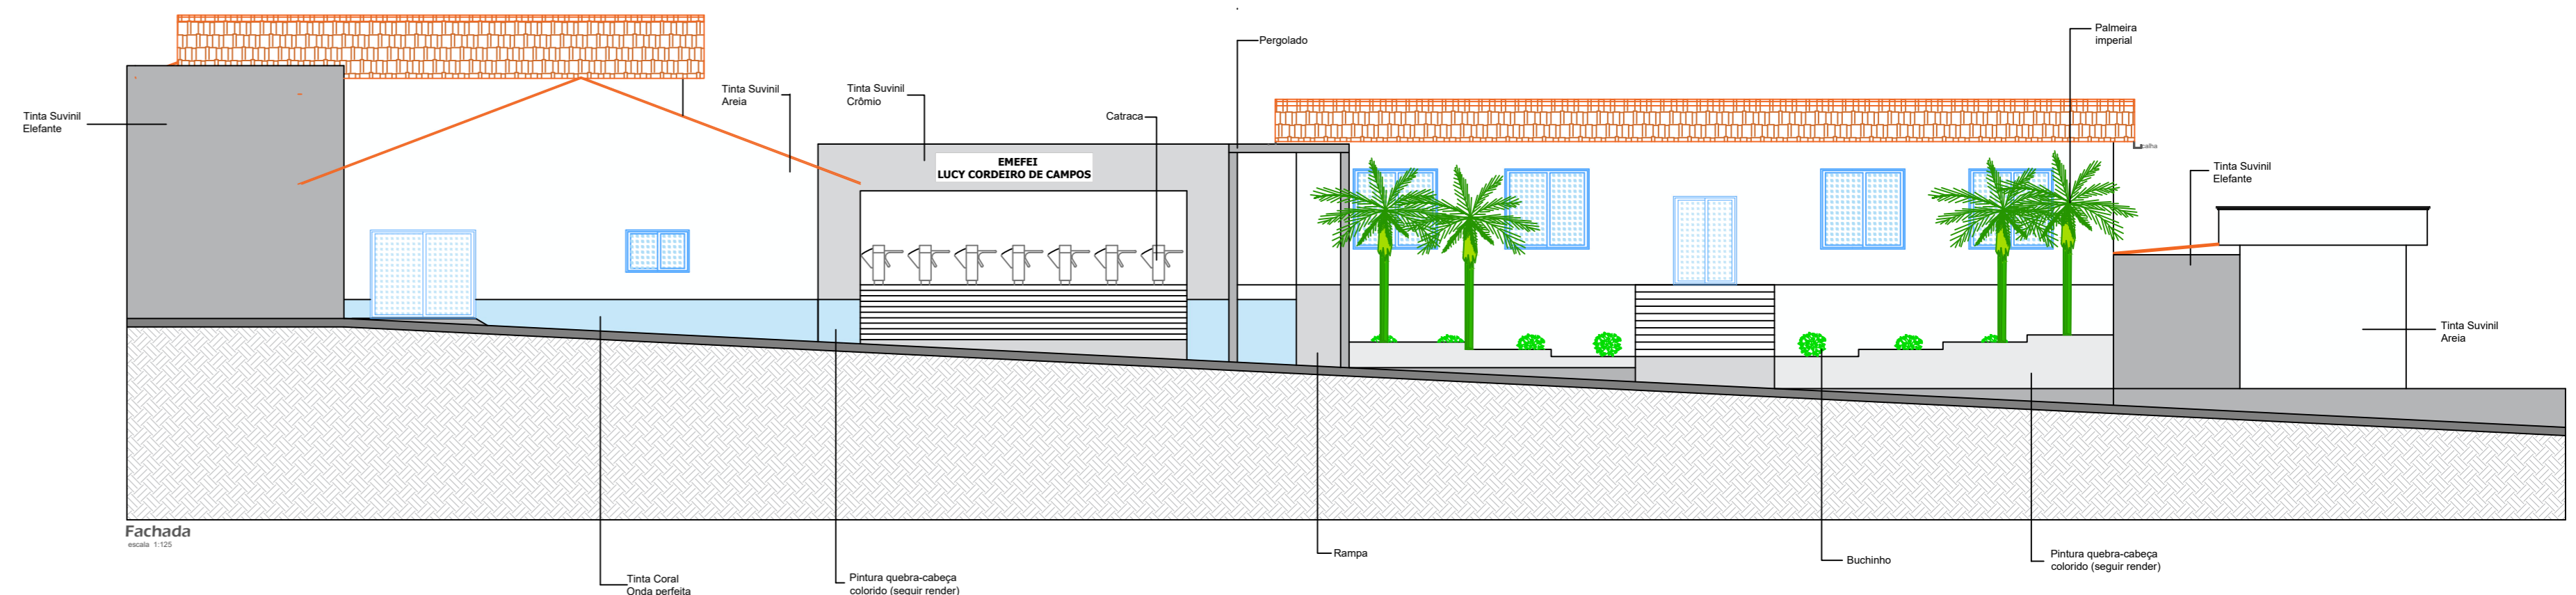 Palmeira
imperial
Pergolado
Tinta Suvinil
Crômio
Tinta Suvinil
Areia
Catraca
Tinta Suvinil
Elefante
calha
EMEFEI
LUCY CORDEIRO DE CAMPOS
Tinta Suvinil
Elefante
Tinta Suvinil
Areia
Fachada
escala 1:125
Rampa
Buchinho
Pintura quebra-cabeça
colorido (seguir render)
Tinta Coral
Onda perfeita
Pintura quebra-cabeça
colorido (seguir render)